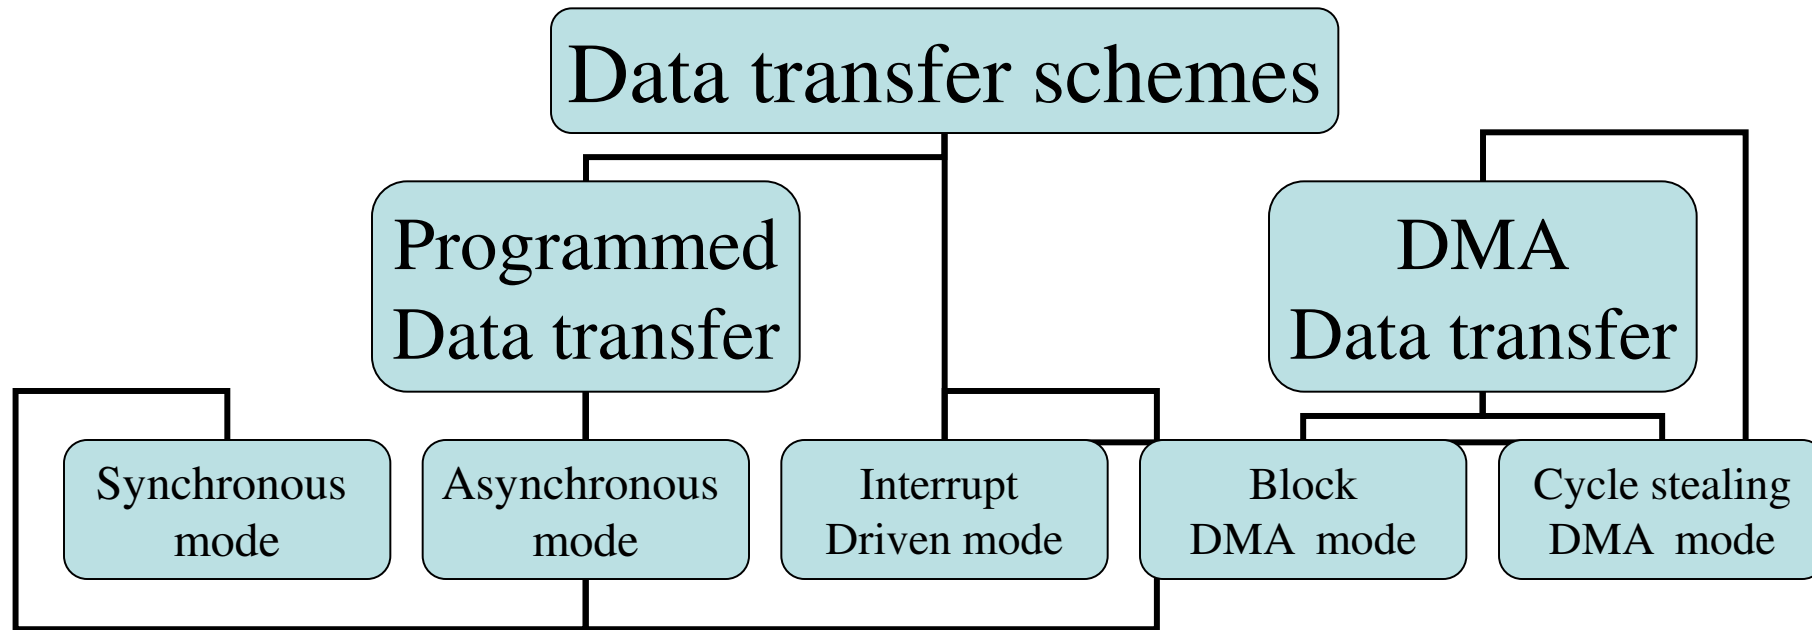 Data transfer schemes
Programmed
Data transfer
DMA
Data transfer
Synchronous
mode
Asynchronous
mode
Interrupt
Driven mode
Block
DMA mode
Cycle stealing
DMA mode